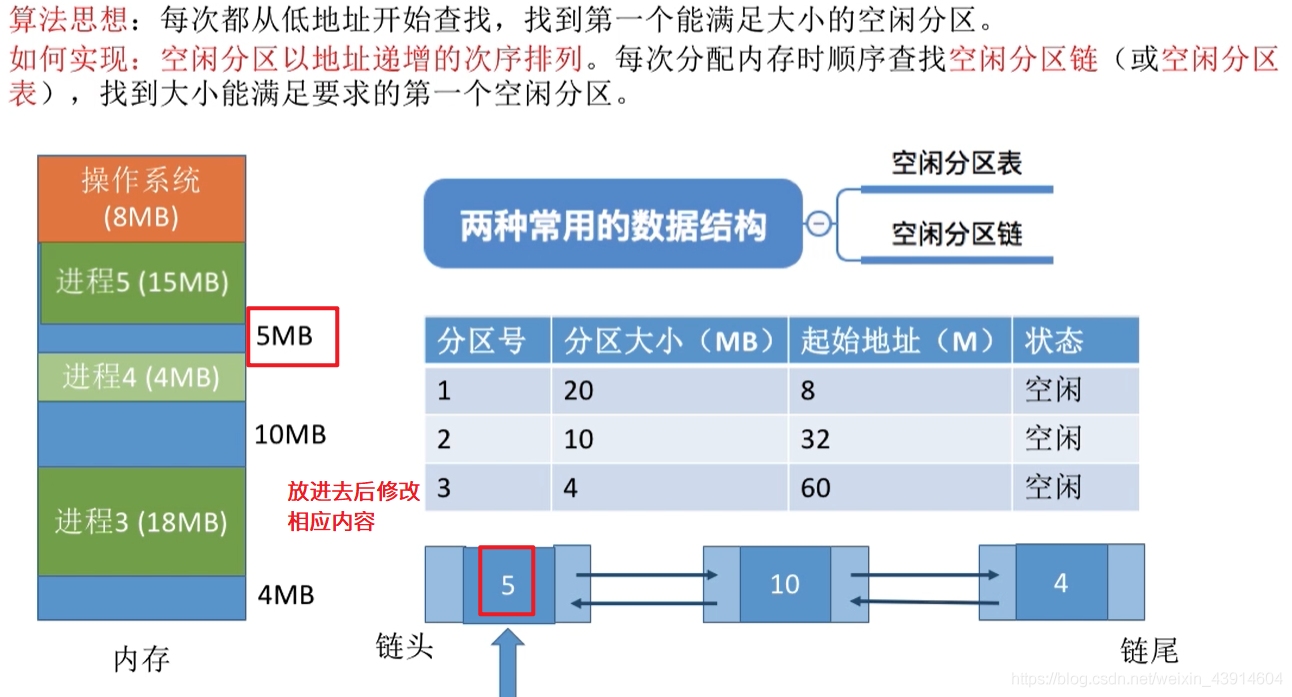 算法思想：每次都从低地址开始查找，找到第一个能满足大小的空闲分区。
如何实现：空闲分区以地址递增的次序排列。每次分配内存时顺序查找空闲分区链（或空闲分区
表），找到大小能满足要求的第一个空闲分区。
操作系统
(8MB)
进程5 (15MB)
5MB
进程4 (4MB)
10MB
进程3 (18MB)
4MB
内存
两种常用的数据结构
空闲分区表
空闲分区链
分区号 分区大小（MB） 起始地址（M） 状态
1 20 8 空闲
2 10 32 空闲
3 4 60 空闲
放进去后修改
相应内容
5 10 4
链头
链尾
https://blog.csdn.net/weixin_43914604